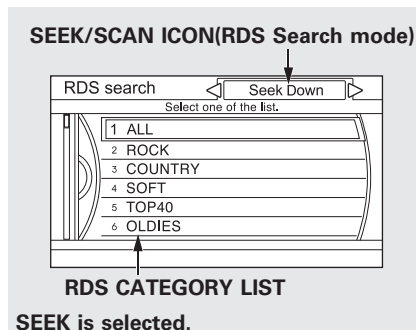 SEEK/SCAN ICON(RDS Search mode)
RDS search
Seek Down
Select one of the list.
1 ALL
2 ROCK
3 COUNTRY
4 SOFT
5 TOP40
6 OLDIES
RDS CATEGORY LIST
SEEK is selected.